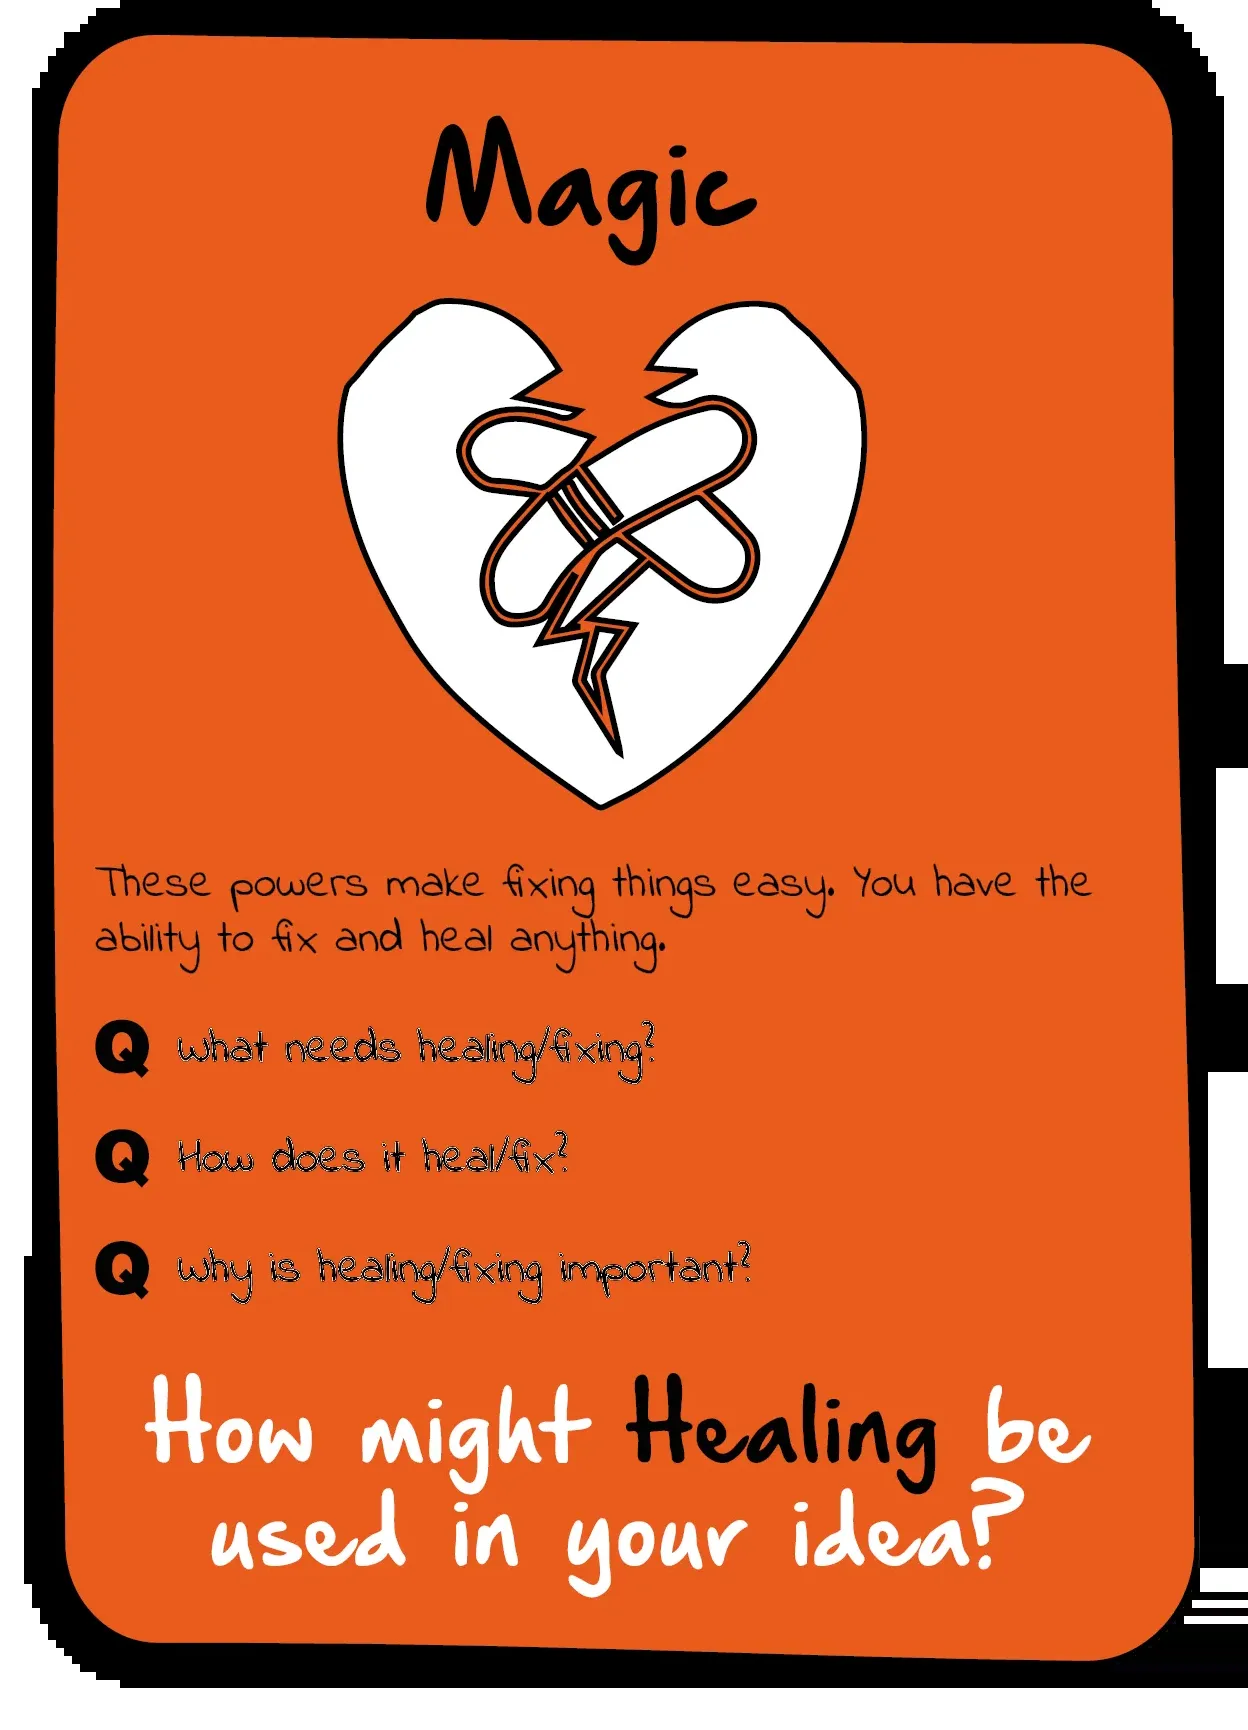 Magic
These powers make fixing things easy. You have the
ability to fix and heal anything.
Q What needs healing/fixing?
Q How does it heal/fix?
Q Why is healing/fixing important?
How might Healing be
used in your idea?